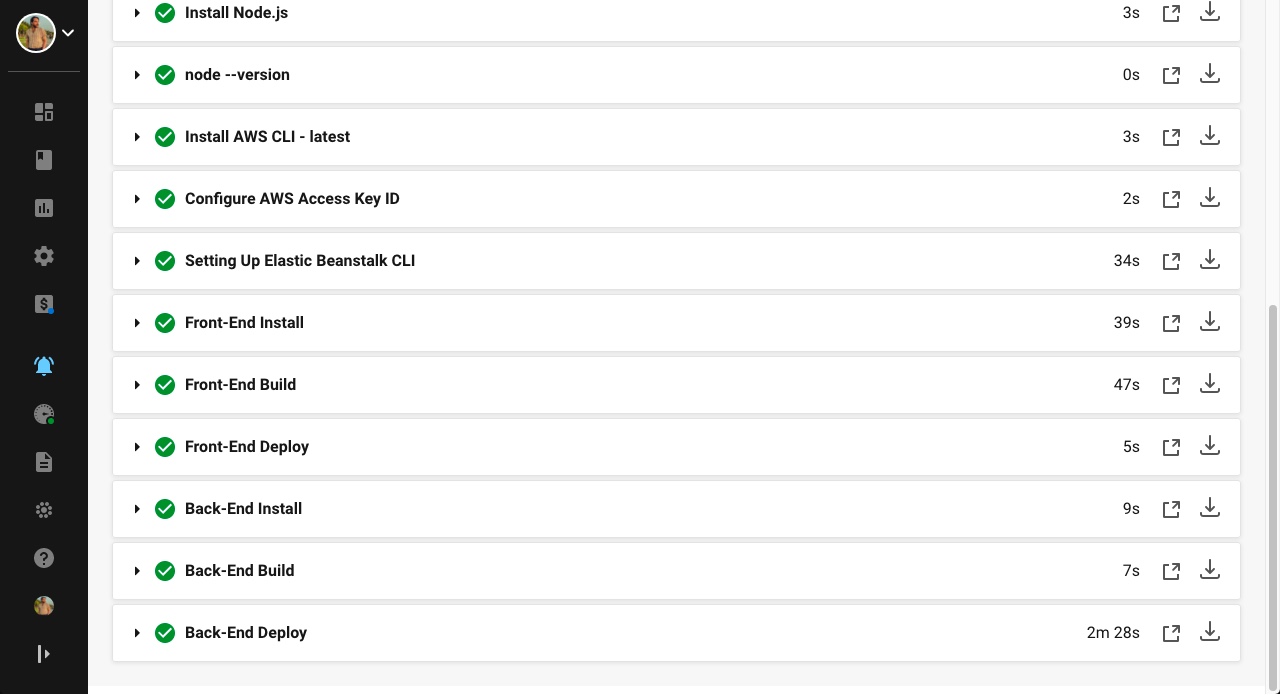 Install Node.js 3s
node --version 0s
Install AWS CLI - latest 3s
Configure AWS Access Key ID 2s
Setting Up Elastic Beanstalk CLI 34s
Front-End Install 39s
Front-End Build 47s
Front-End Deploy 5s
Back-End Install 9s
Back-End Build 7s
Back-End Deploy 2m 28s